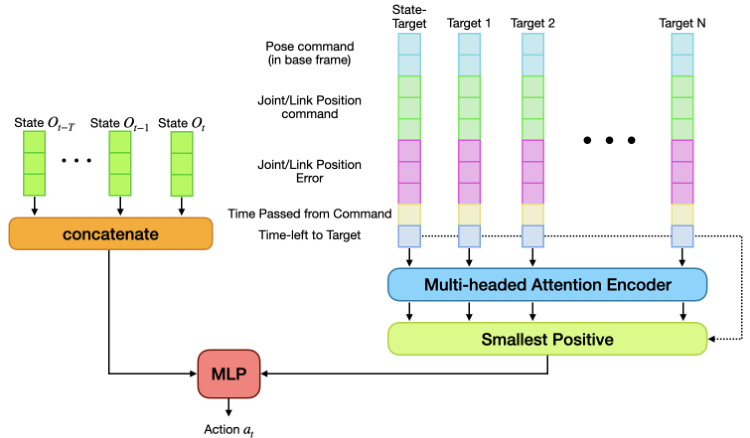 State-
Target
Target 1
Target 2
Target N
Pose command
(in base frame)
Joint/Link Position
command
Joint/Link Position
Error
Time Passed from Command
Time-left to Target
State O_{t-T}
State O_{t-1}
State O_t
concatenate
Multi-headed Attention Encoder
Smallest Positive
MLP
Action a_t